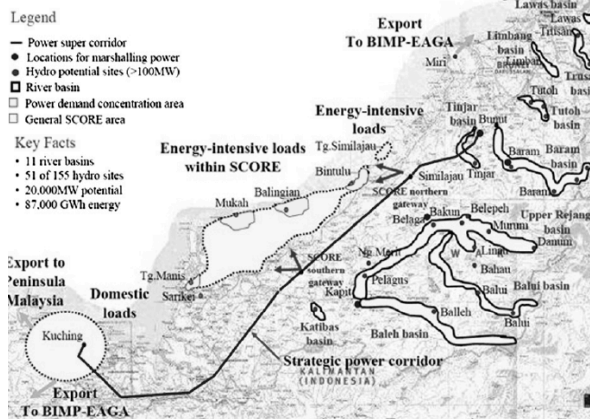 Legend
Power super corridor
Locations for marshalling power
Hydro potential sites (>100MW)
River basin
Power demand concentration area
General SCORE area
Key Facts
• 11 river basins
• 51 of 155 hydro sites
• 20,000MW potential
• 87,000 GWh energy
Export
To BIMP-EAGA
Miri
Lawas basin
Lawas
Limbang
basin
Trusan
Tutoh
Tutoh
basin
Tinjar
basin
Bunut
Energy-intensive
loads
Tg.Similajau
Bintulu
Similajau
Tinjar
Baram
Baram
basin
Baram
Energy-intensive loads
within SCORE
Balingian
Mukah
SCORE northern
gateway
Belaga
Bakun
Belepeh
Murum
Upper Rejang
basin
Danum
Linau
Bahau
SCORE
southern
gateway
Pelagus
Kapit
Balui
Balui basin
Balui
Balleh
Baleh basin
Katibas
basin
Tg.Manis
Sarikei
Export to
Peninsula
Malaysia
Domestic
loads
Kuching
Strategic power corridor
KALIMANTAN
(INDONESIA)
Export
To BIMP-EAGA